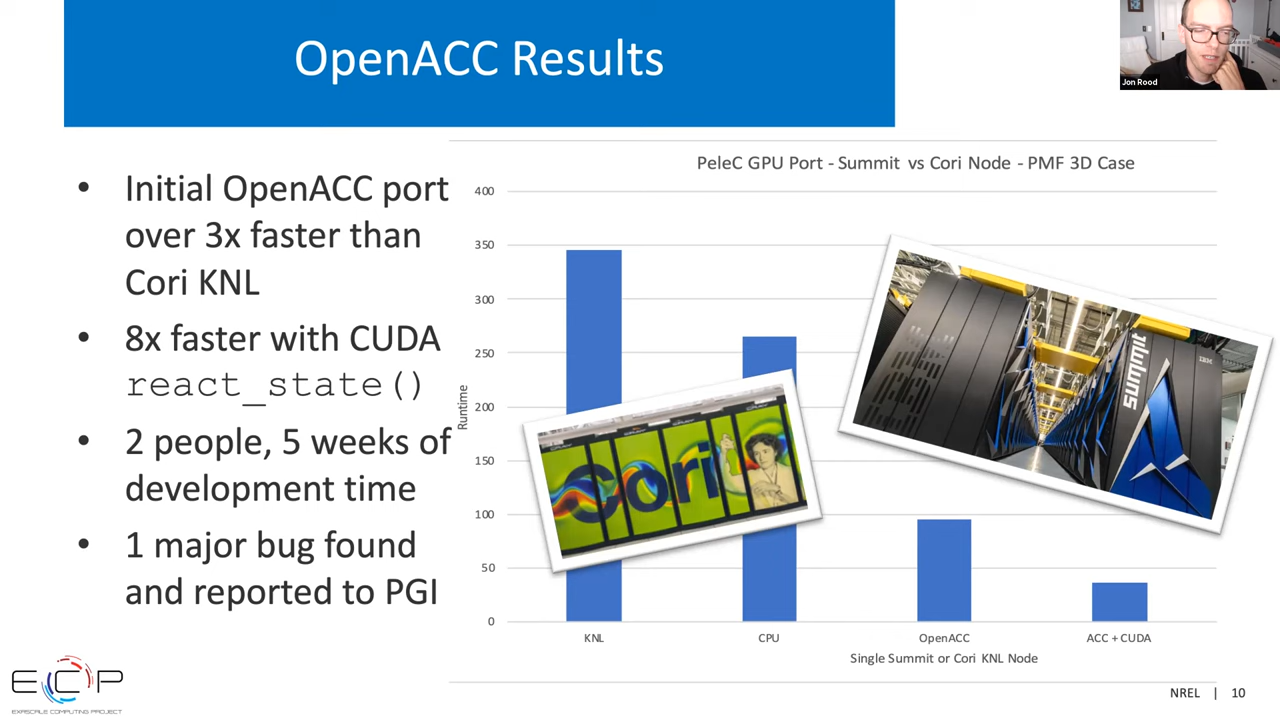 OpenACC Results
Jon Rood
• Initial OpenACC port
over 3x faster than
Cori KNL
• 8x faster with CUDA
react_state()
• 2 people, 5 weeks of
development time
• 1 major bug found
and reported to PGI
PeleC GPU Port - Summit vs Cori Node - PMF 3D Case
400
350
300
250
200
150
100
50
0
Runtime
KNL
CPU
OpenACC
ACC + CUDA
Single Summit or Cori KNL Node
Cori
SUMMIT
IBM
ECP
EXASCALE COMPUTING PROJECT
NREL | 10